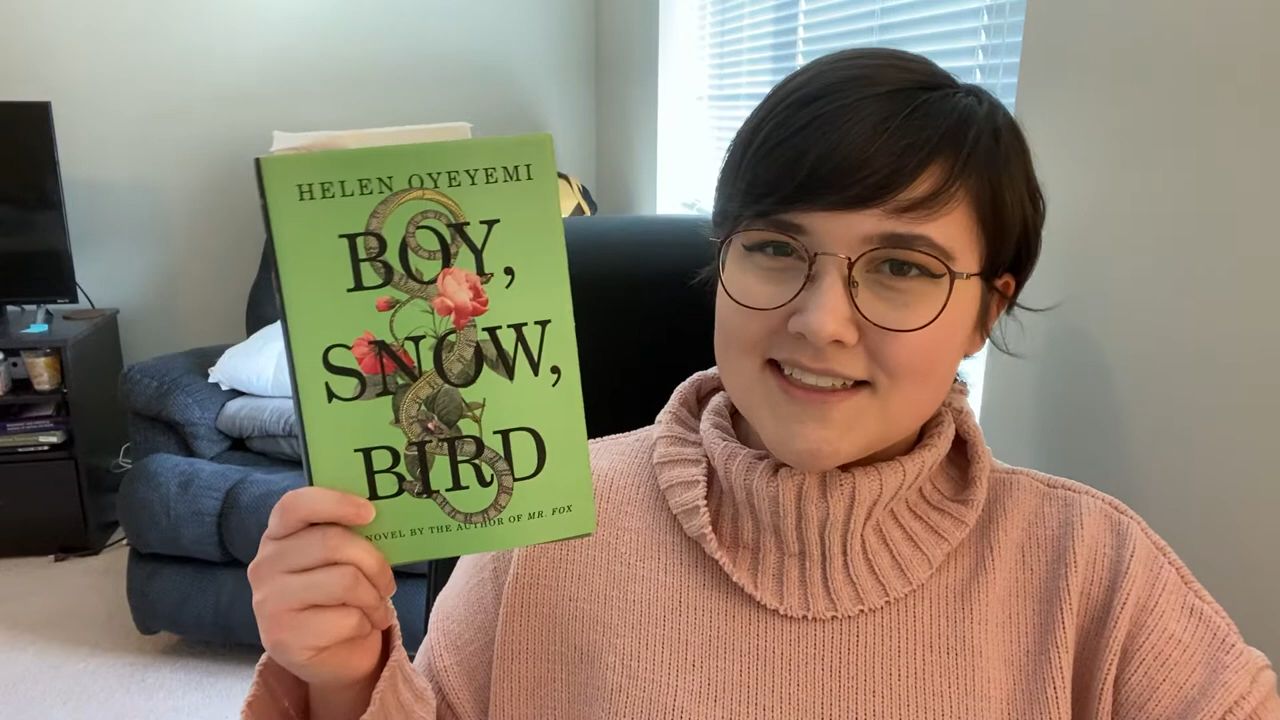 HELEN OYEYEMI
BOY,
SNOW,
BIRD
NOVEL BY THE AUTHOR OF MR. FOX